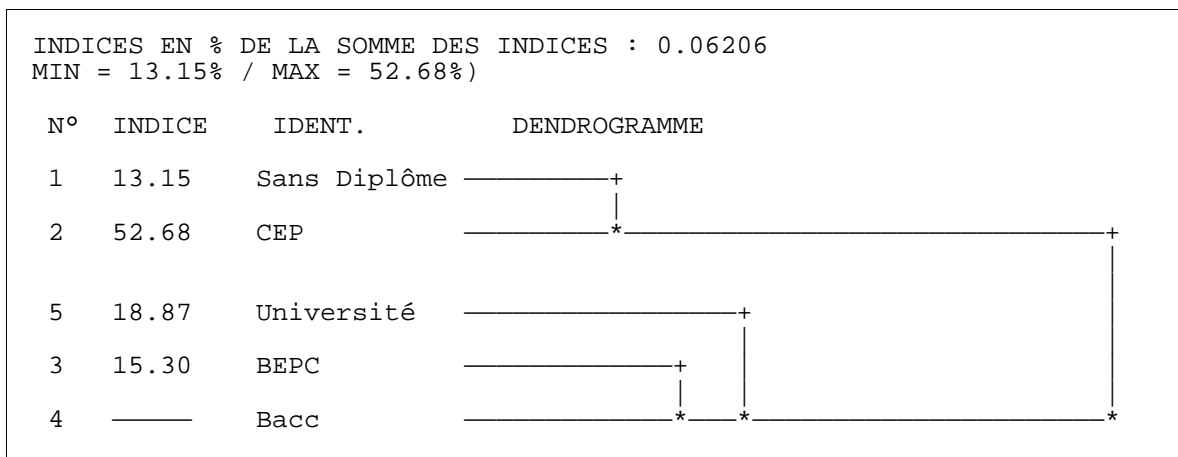 INDICES EN % DE LA SOMME DES INDICES : 0.06206
MIN = 13.15% / MAX = 52.68%)
N° INDICE IDENT. DENDROGRAMME
1 13.15 Sans Diplôme
2 52.68 CEP
5 18.87 Université
3 15.30 BEPC
4 ――――― Bacc